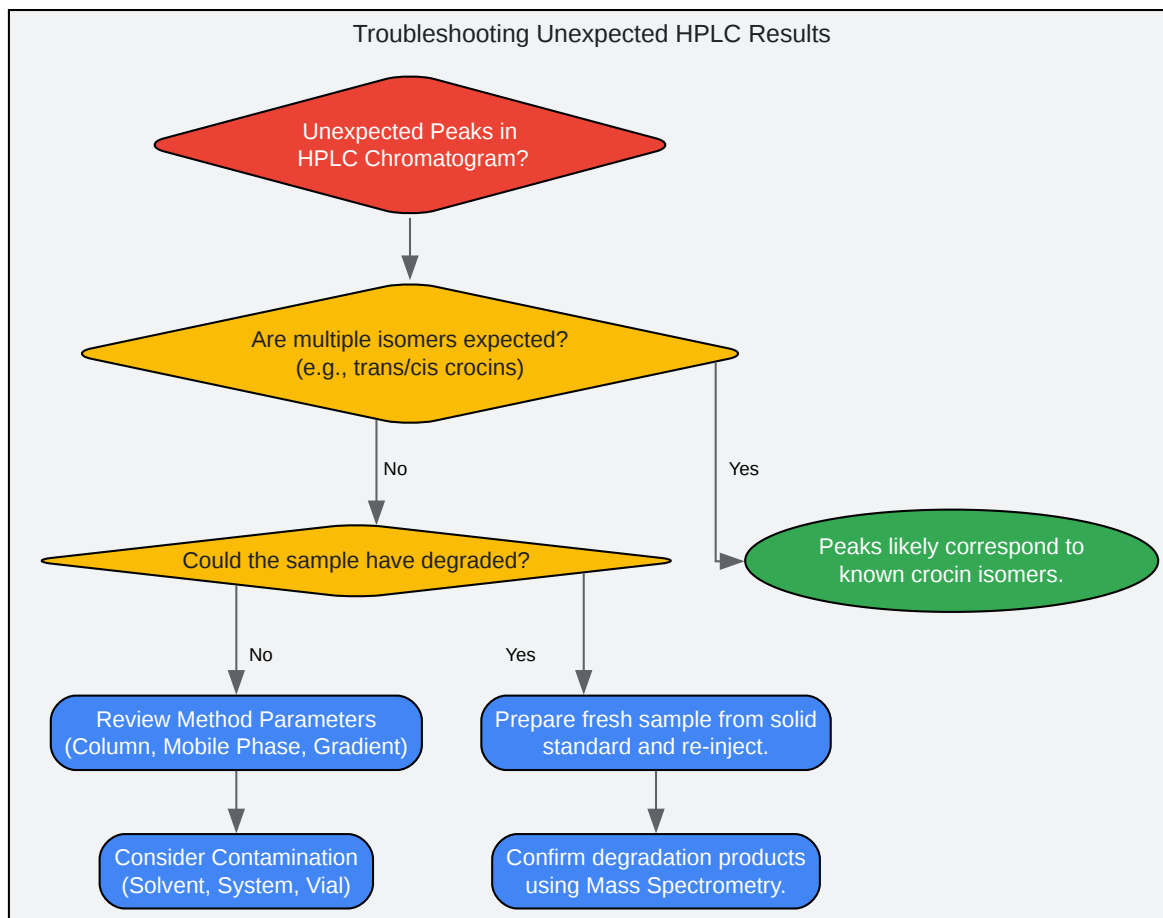 Troubleshooting Unexpected HPLC Results
Unexpected Peaks in
HPLC Chromatogram?
Are multiple isomers expected?
(e.g., trans/cis crocins)
No
Yes
Could the sample have degraded?
Peaks likely correspond to
known crocin isomers.
No
Yes
Review Method Parameters
(Column, Mobile Phase, Gradient)
Prepare fresh sample from solid
standard and re-inject.
Consider Contamination
(Solvent, System, Vial)
Confirm degradation products
using Mass Spectrometry.